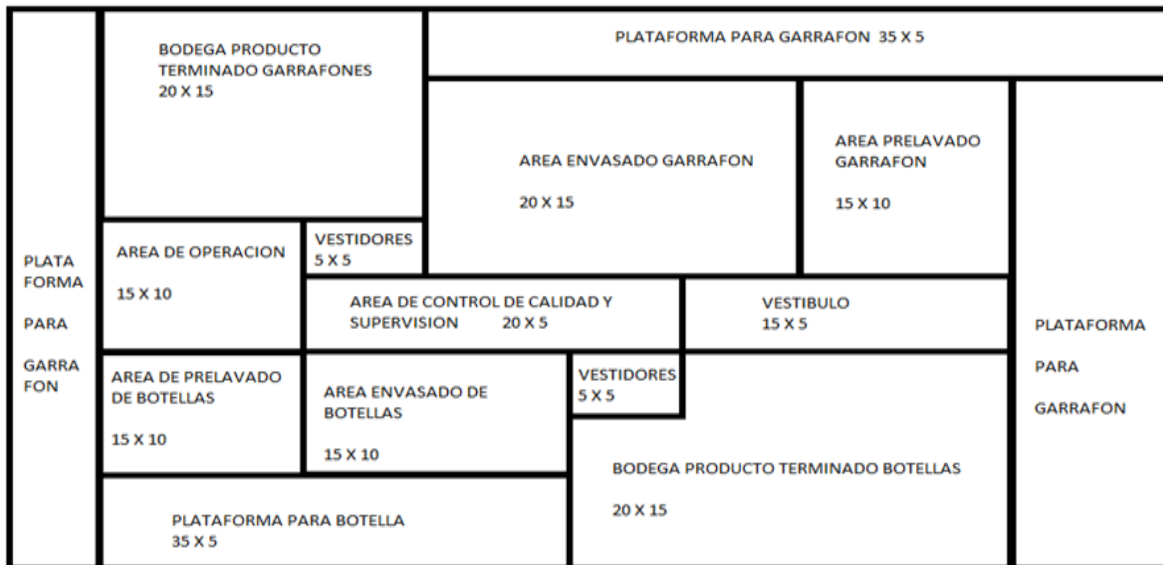 BODEGA PRODUCTO
TERMINADO GARRAFONES
20 X 15
PLATAFORMA PARA GARRAFON 35 X 5
AREA ENVASADO GARRAFON
20 X 15
AREA PRELAVADO
GARRAFON
15 X 10
PLATA
FORMA
PARA
GARRA
FON
AREA DE OPERACION
15 X 10
VESTIDORES
5 X 5
AREA DE CONTROL DE CALIDAD Y
SUPERVISION 20 X 5
VESTIBULO
15 X 5
PLATAFORMA
PARA
GARRAFON
AREA DE PRELAVADO
DE BOTELLAS
15 X 10
AREA ENVASADO DE
BOTELLAS
15 X 10
VESTIDORES
5 X 5
BODEGA PRODUCTO TERMINADO BOTELLAS
20 X 15
PLATAFORMA PARA BOTELLA
35 X 5